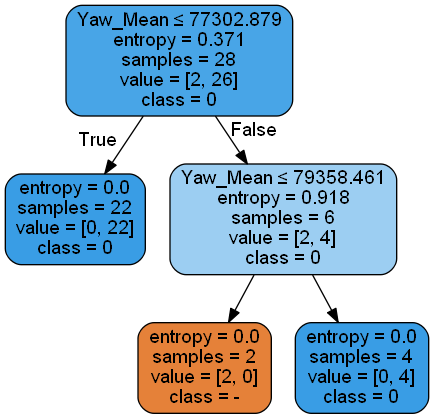 Yaw_Mean ≤ 77302.879
entropy = 0.371
samples = 28
value = [2, 26]
class = 0
True
False
entropy = 0.0
samples = 22
value = [0, 22]
class = 0
Yaw_Mean ≤ 79358.461
entropy = 0.918
samples = 6
value = [2, 4]
class = 0
entropy = 0.0
samples = 2
value = [2, 0]
class = -
entropy = 0.0
samples = 4
value = [0, 4]
class = 0